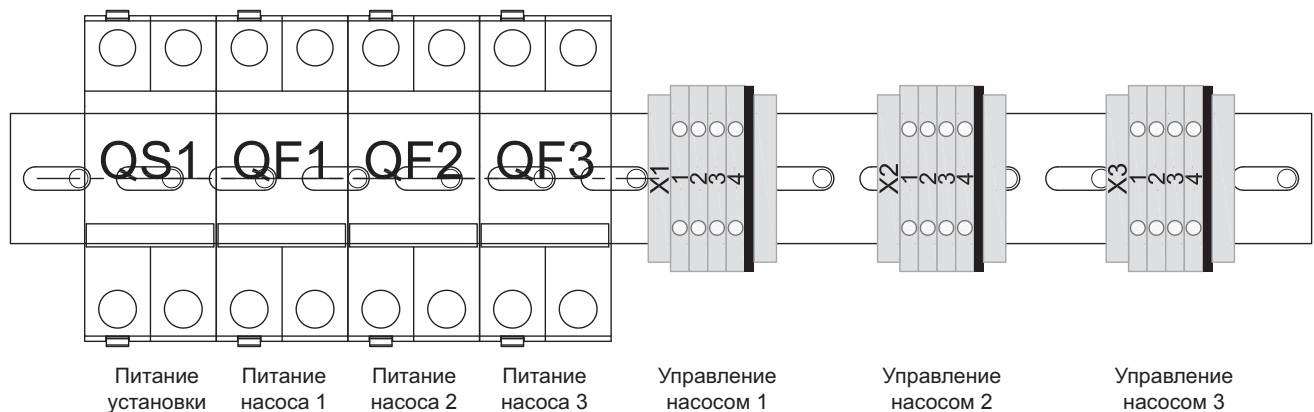 QS1 QF1 QF2 QF3
X1 1 2 3 4
X2 1 2 3 4
X3 1 2 3 4
Питание установки
Питание насоса 1
Питание насоса 2
Питание насоса 3
Управление насосом 1
Управление насосом 2
Управление насосом 3